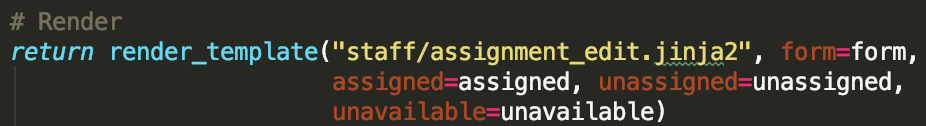 # Render
return render_template("staff/assignment_edit.jinja2", form=form,
assigned=assigned, unassigned=unassigned,
unavailable=unavailable)